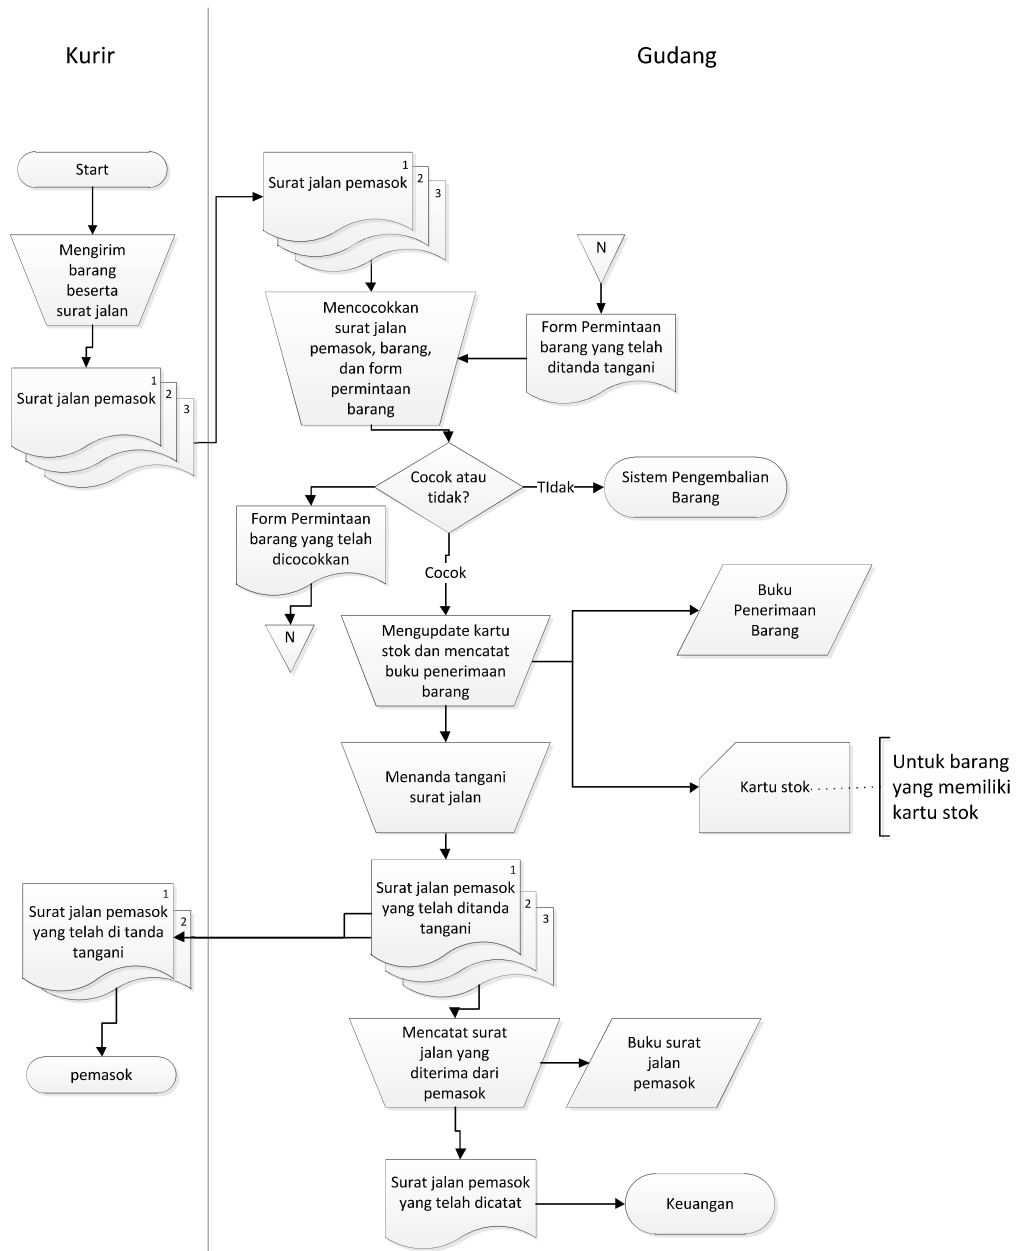 Kurir
Gudang
Start
Mengirim
barang
beserta
surat jalan
Surat jalan pemasok
1
2
3
Surat jalan pemasok
1
2
3
N
Form Permintaan
barang yang telah
ditanda tangani
Mencocokkan
surat jalan
pemasok, barang,
dan form
permintaan
barang
Cocok atau
tidak?
TIdak
Sistem Pengembalian
Barang
Form Permintaan
barang yang telah
dicocokkan
N
Cocok
Mengupdate kartu
stok dan mencatat
buku penerimaan
barang
Buku
Penerimaan
Barang
Kartu stok
Untuk barang
yang memiliki
kartu stok
Menanda tangani
surat jalan
Surat jalan pemasok
yang telah ditanda
tangani
1
2
3
Surat jalan pemasok
yang telah di tanda
tangani
1
2
pemasok
Mencatat surat
jalan yang
diterima dari
pemasok
Buku surat
jalan
pemasok
Surat jalan pemasok
yang telah dicatat
Keuangan